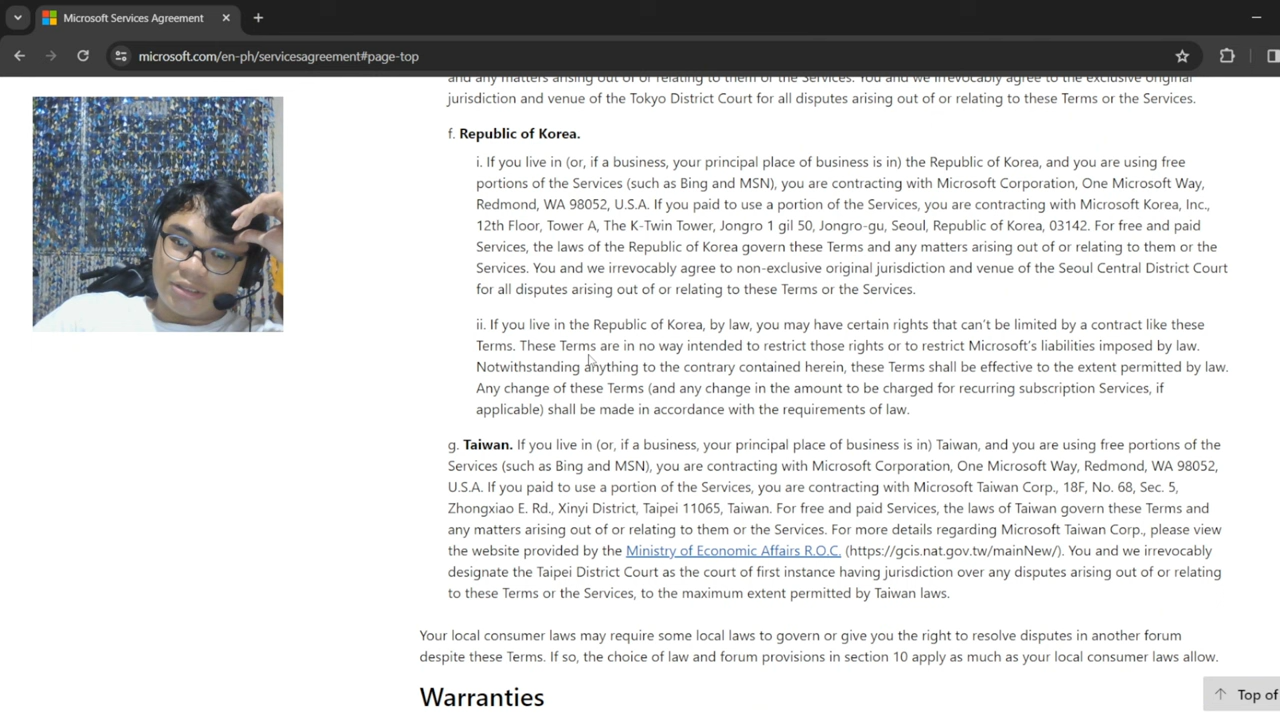 Microsoft Services Agreement
microsoft.com/en-ph/servicesagreement#page-top
and any matters arising out of or relating to them or the Services. You and we irrevocably agree to the exclusive original
jurisdiction and venue of the Tokyo District Court for all disputes arising out of or relating to these Terms or the Services.
f. Republic of Korea.
i. If you live in (or, if a business, your principal place of business is in) the Republic of Korea, and you are using free
portions of the Services (such as Bing and MSN), you are contracting with Microsoft Corporation, One Microsoft Way,
Redmond, WA 98052, U.S.A. If you paid to use a portion of the Services, you are contracting with Microsoft Korea, Inc.,
12th Floor, Tower A, The K-Twin Tower, Jongro 1 gil 50, Jongro-gu, Seoul, Republic of Korea, 03142. For free and paid
Services, the laws of the Republic of Korea govern these Terms and any matters arising out of or relating to them or the
Services. You and we irrevocably agree to non-exclusive original jurisdiction and venue of the Seoul Central District Court
for all disputes arising out of or relating to these Terms or the Services.
ii. If you live in the Republic of Korea, by law, you may have certain rights that can't be limited by a contract like these
Terms. These Terms are in no way intended to restrict those rights or to restrict Microsoft's liabilities imposed by law.
Notwithstanding anything to the contrary contained herein, these Terms shall be effective to the extent permitted by law.
Any change of these Terms (and any change in the amount to be charged for recurring subscription Services, if
applicable) shall be made in accordance with the requirements of law.
g. Taiwan. If you live in (or, if a business, your principal place of business is in) Taiwan, and you are using free portions of the
Services (such as Bing and MSN), you are contracting with Microsoft Corporation, One Microsoft Way, Redmond, WA 98052,
U.S.A. If you paid to use a portion of the Services, you are contracting with Microsoft Taiwan Corp., 18F, No. 68, Sec. 5,
Zhongxiao E. Rd., Xinyi District, Taipei 11065, Taiwan. For free and paid Services, the laws of Taiwan govern these Terms and
any matters arising out of or relating to them or the Services. For more details regarding Microsoft Taiwan Corp., please view
the website provided by the Ministry of Economic Affairs R.O.C. (https://gcis.nat.gov.tw/mainNew/). You and we irrevocably
designate the Taipei District Court as the court of first instance having jurisdiction over any disputes arising out of or relating
to these Terms or the Services, to the maximum extent permitted by Taiwan laws.
Your local consumer laws may require some local laws to govern or give you the right to resolve disputes in another forum
despite these Terms. If so, the choice of law and forum provisions in section 10 apply as much as your local consumer laws allow.
Warranties
Top of